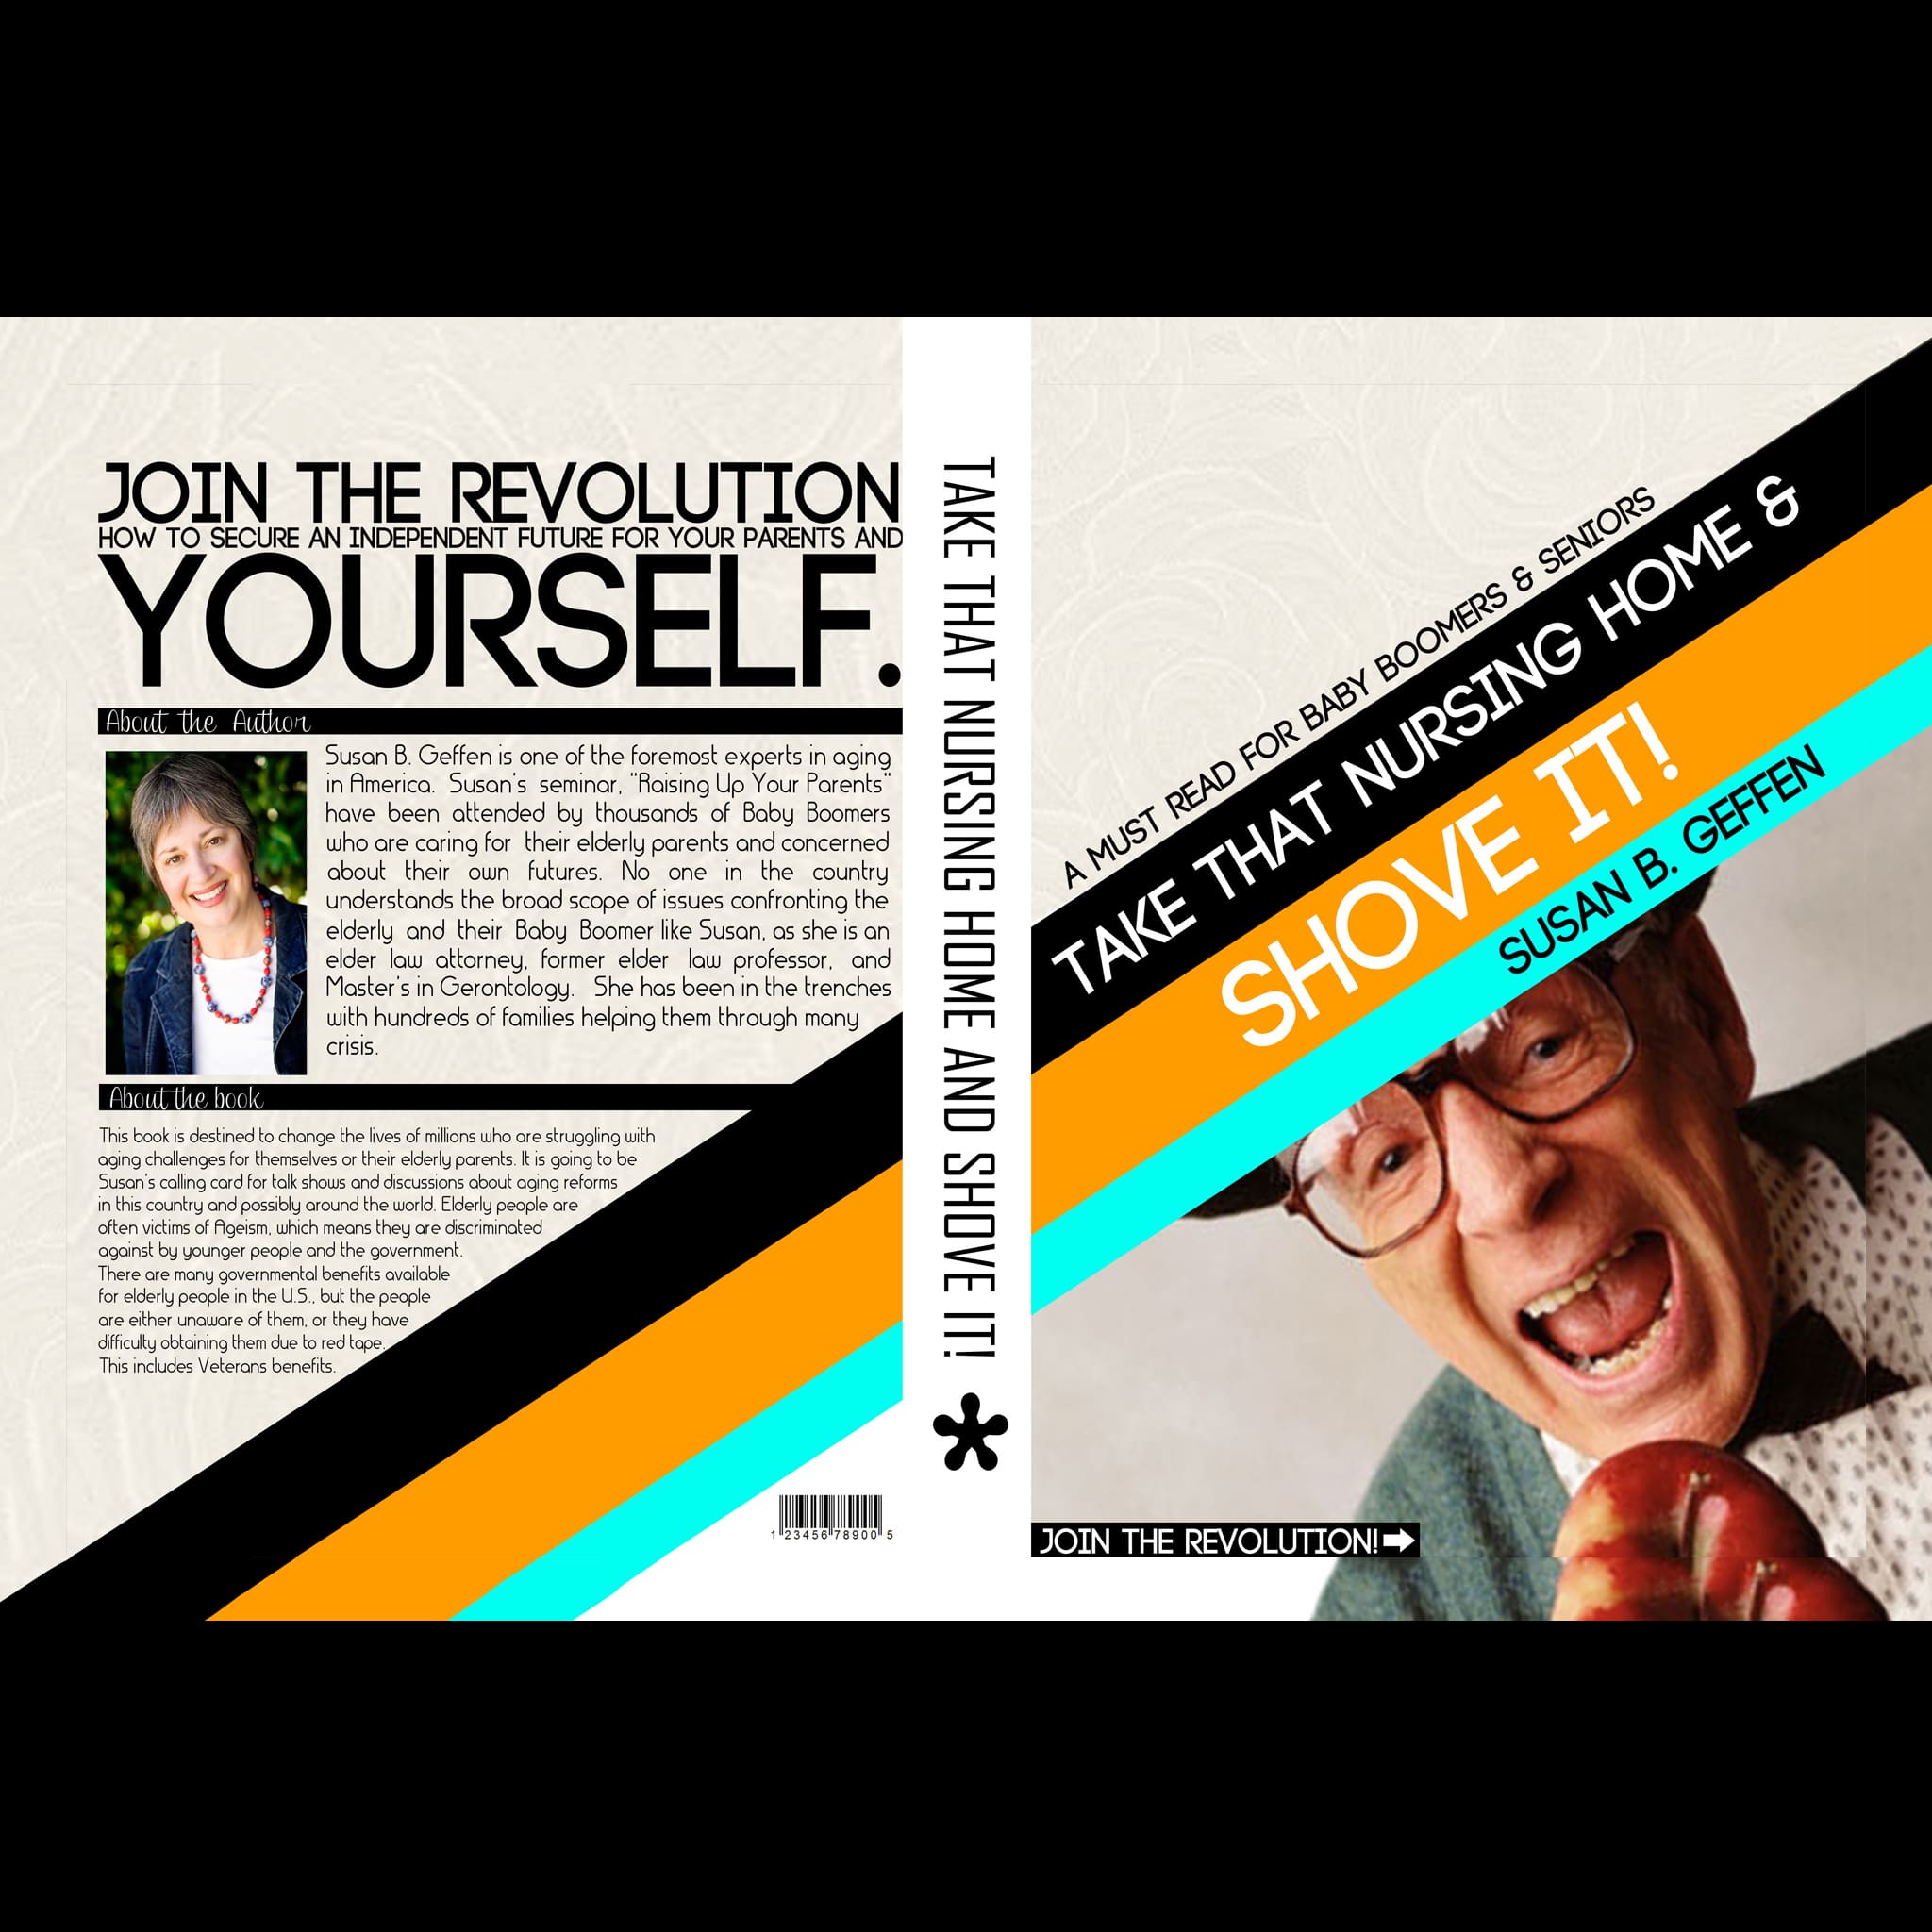 JOIN THE REVOLUTION
HOW TO SECURE AN INDEPENDENT FUTURE FOR YOUR PARENTS AND
YOURSELF.
About the Author
Susan B. Geffen is one of the foremost experts in aging
in America. Susan's seminar, "Raising Up Your Parents"
have been attended by thousands of Baby Boomers
who are caring for their elderly parents and concerned
about their own futures. No one in the country
understands the broad scope of issues confronting the
elderly and their Baby Boomer like Susan, as she is an
elder law attorney, former elder law professor, and
Master's in Gerontology. She has been in the trenches
with hundreds of families helping them through many
crisis.
About the book
This book is destined to change the lives of millions who are struggling with
aging challenges for themselves or their elderly parents. It is going to be
Susan's calling card for talk shows and discussions about aging reforms
in this country and possibly around the world. Elderly people are
often victims of Ageism, which means they are discriminated
against by younger people and the government.
There are many governmental benefits available
for elderly people in the U.S., but the people
are either unaware of them, or they have
difficulty obtaining them due to red tape.
This includes Veterans benefits.
1 23456 78900 5
TAKE THAT NURSING HOME AND SHOVE IT!
A MUST READ FOR BABY BOOMERS & SENIORS
TAKE THAT NURSING HOME &
SHOVE IT!
SUSAN B. GEFFEN
JOIN THE REVOLUTION!